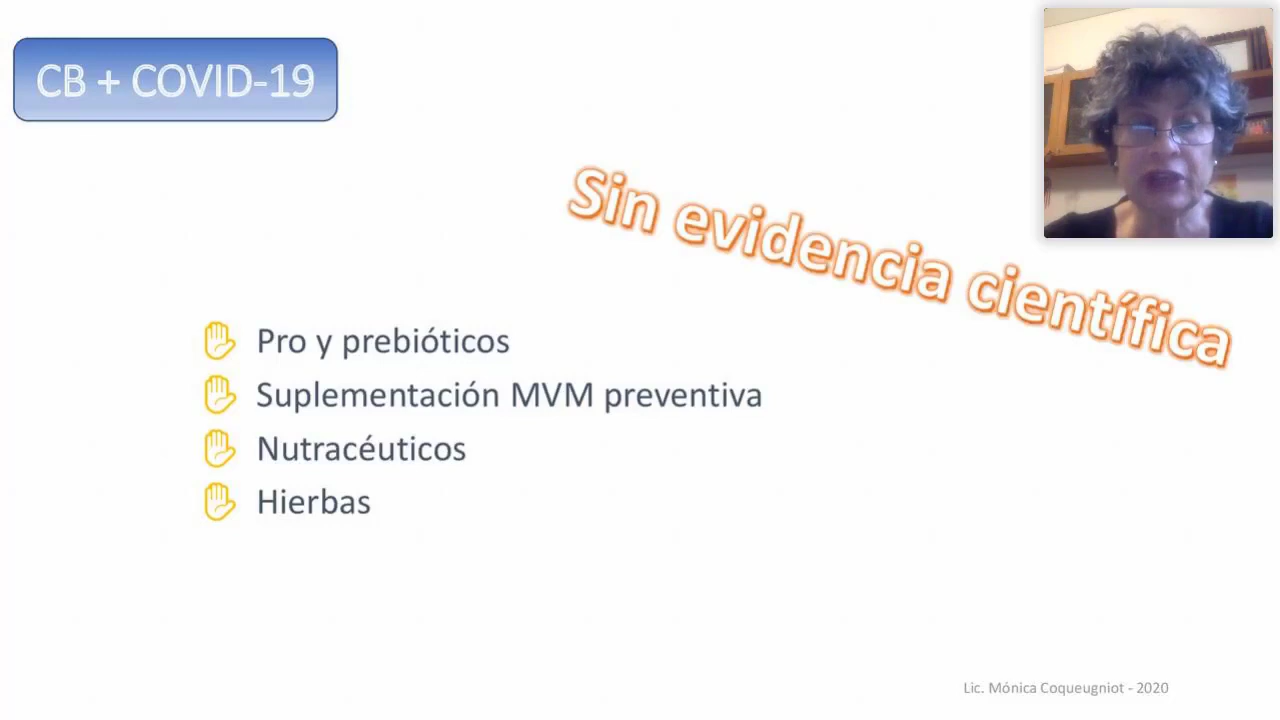 CB + COVID-19
Sin evidencia científica
Pro y prebióticos
Suplementación MVM preventiva
Nutracéuticos
Hierbas
Lic. Mónica Coqueugniot - 2020